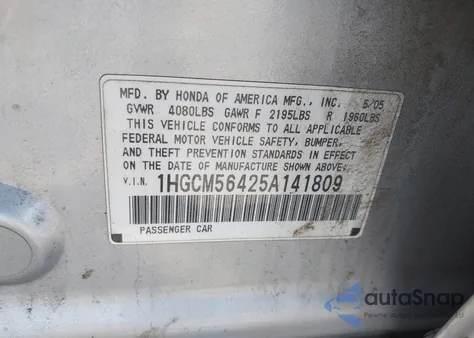 MFD. BY HONDA OF AMERICA MFG., INC. 5/05
GVWR 4080LBS GAWR F 2195LBS R 1960LBS
THIS VEHICLE CONFORMS TO ALL APPLICABLE
FEDERAL MOTOR VEHICLE SAFETY, BUMPER,
AND THEFT PREVENTION STANDARDS IN EFFECT
ON THE DATE OF MANUFACTURE SHOWN ABOVE.
V.I.N. 1HGCM56425A141809
PASSENGER CAR
autoSnap